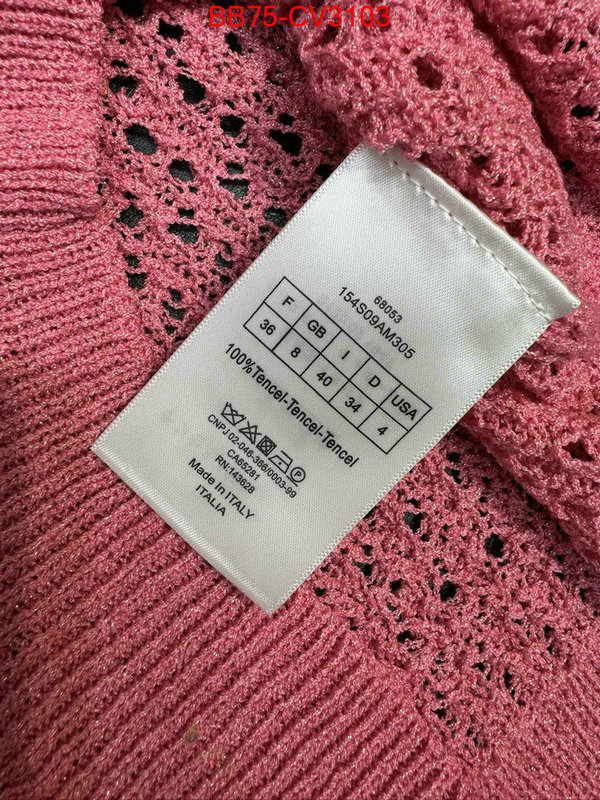 BB75-CV3103
68053
154S09AM305
F GB I D USA
36 8 40 34 4
100%Tencel-Tencel-Tencel
CNPJ 02-046-366/0003-99
CA65281
RN:143628
Made in ITALY
ITALIA